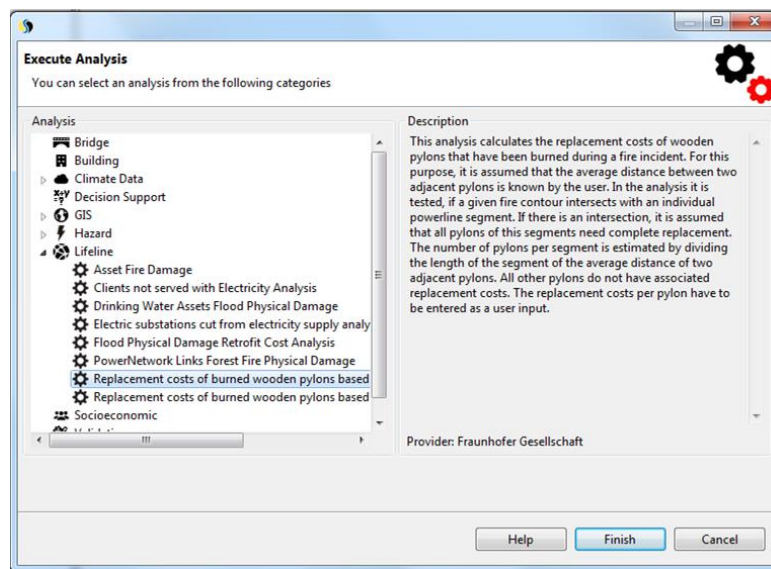 Execute Analysis
You can select an analysis from the following categories
Analysis
Bridge
Building
Climate Data
Decision Support
GIS
Hazard
Lifeline
Asset Fire Damage
Clients not served with Electricity Analysis
Drinking Water Assets Flood Physical Damage
Electric substations cut from electricity supply analy
Flood Physical Damage Retrofit Cost Analysis
PowerNetwork Links Forest Fire Physical Damage
Replacement costs of burned wooden pylons based
Replacement costs of burned wooden pylons based
Socioeconomic
Description
This analysis calculates the replacement costs of wooden
pylons that have been burned during a fire incident. For this
purpose, it is assumed that the average distance between two
adjacent pylons is known by the user. In the analysis it is
tested, if a given fire contour intersects with an individual
powerline segment. If there is an intersection, it is assumed
that all pylons of this segments need complete replacement.
The number of pylons per segment is estimated by dividing
the length of the segment of the average distance of two
adjacent pylons. All other pylons do not have associated
replacement costs. The replacement costs per pylon have to
be entered as a user input.
Provider: Fraunhofer Gesellschaft
Help
Finish
Cancel